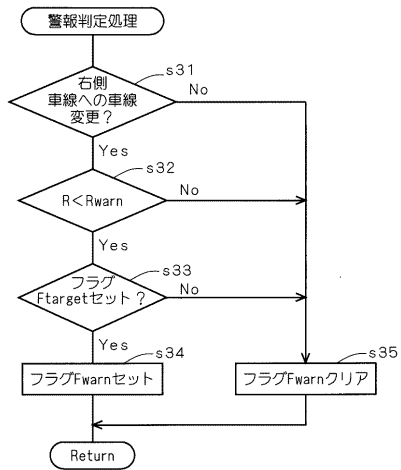 警報判定処理
s31
右側
車線への車線
変更？
No
Yes
s32
R＜Rwarn
No
Yes
s33
フラグ
Ftargetセット？
No
Yes
s34
s35
フラグFwarnセット
フラグFwarnクリア
Return